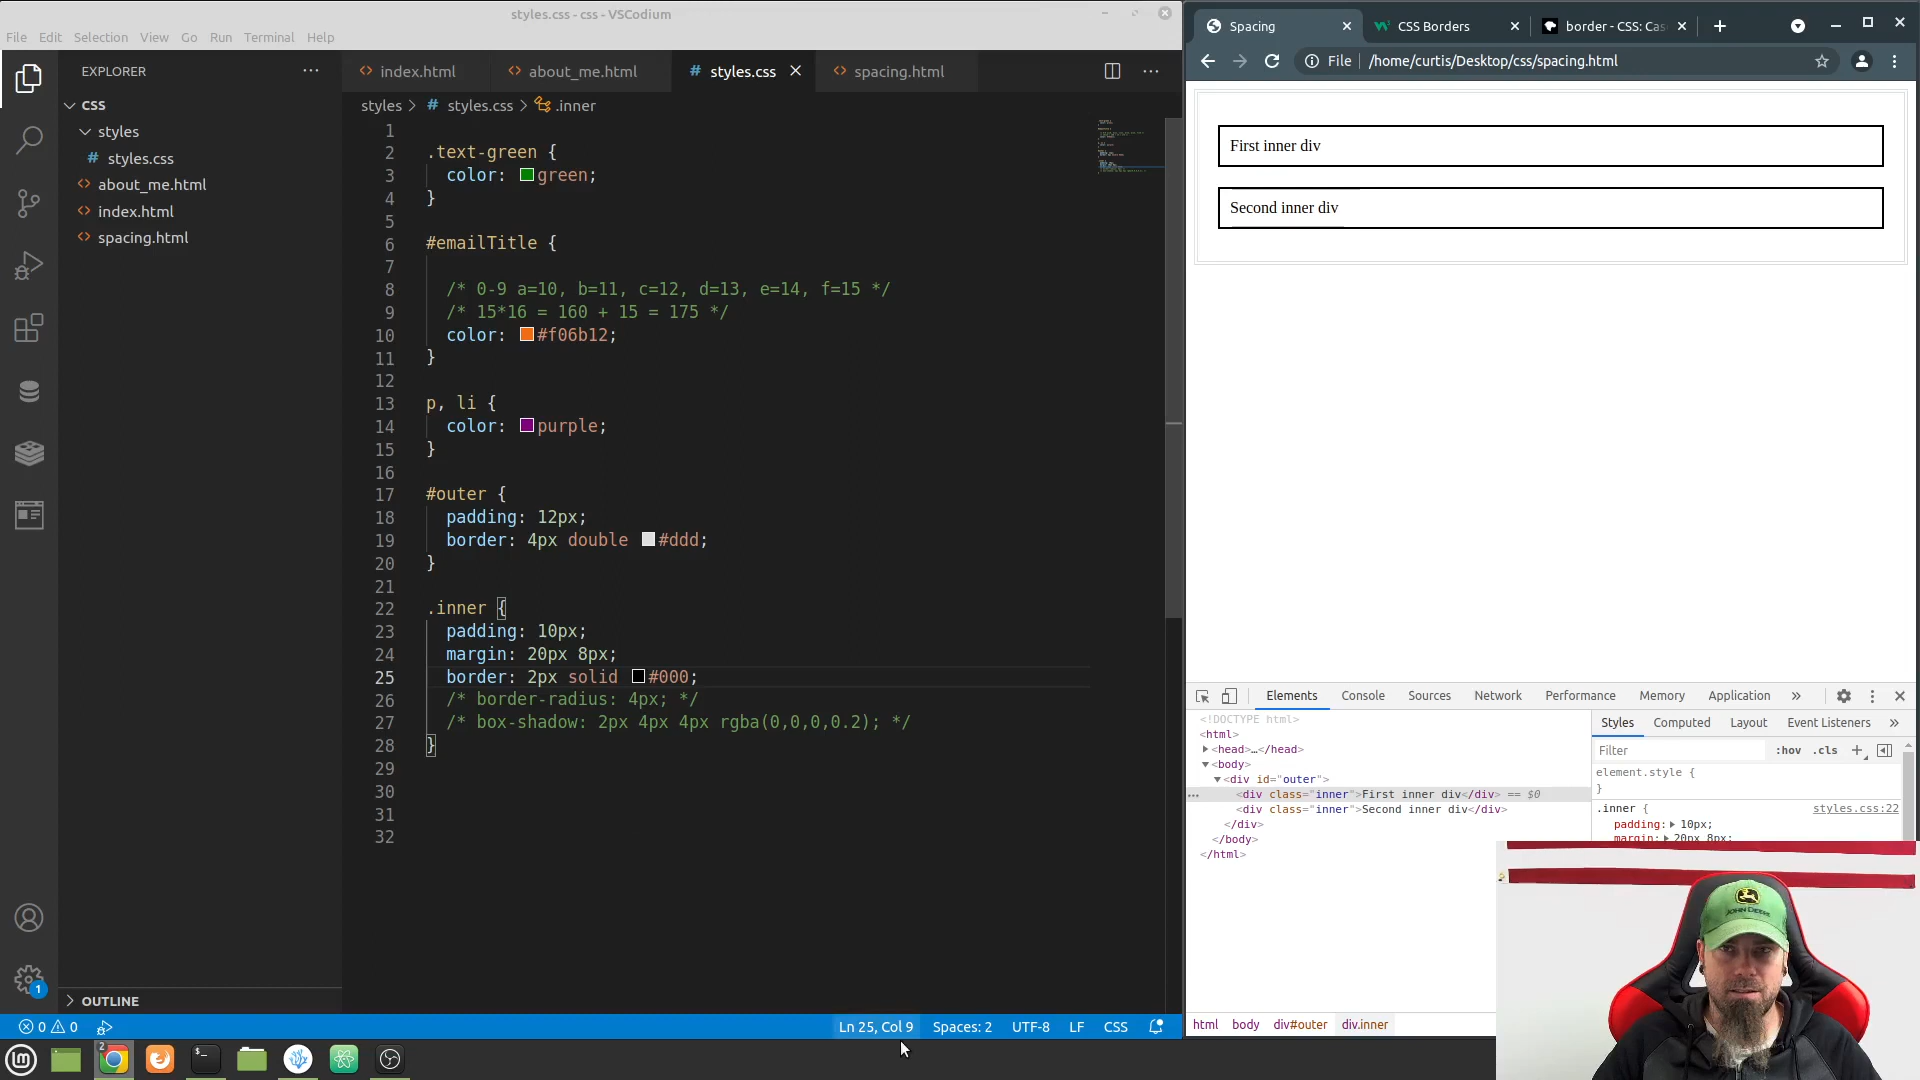 styles.css - css - VSCodium
File Edit Selection View Go Run Terminal Help
EXPLORER
CSS
styles
# styles.css
about_me.html
index.html
spacing.html
OUTLINE
index.html about_me.html # styles.css spacing.html
styles > # styles.css > .inner
1
2 .text-green {
3 color: green;
4 }
5
6 #emailTitle {
7
8 /* 0-9 a=10, b=11, c=12, d=13, e=14, f=15 */
9 /* 15*16 = 160 + 15 = 175 */
10 color: #f06b12;
11 }
12
13 p, li {
14 color: purple;
15 }
16
17 #outer {
18 padding: 12px;
19 border: 4px double #ddd;
20 }
21
22 .inner {
23 padding: 10px;
24 margin: 20px 8px;
25 border: 2px solid #000;
26 /* border-radius: 4px; */
27 /* box-shadow: 2px 4px 4px rgba(0,0,0,0.2); */
28 }
29
30
31
32
1
0 0
Ln 25, Col 9 Spaces: 2 UTF-8 LF CSS
2
Spacing CSS Borders border - CSS: Cas
File /home/curtis/Desktop/css/spacing.html
First inner div
Second inner div
Elements Console Sources Network Performance Memory Application »
<!DOCTYPE html>
<html>
<head>…</head>
<body>
<div id="outer">
<div class="inner">First inner div</div> == $0
<div class="inner">Second inner div</div>
</div>
</body>
</html>
html body div#outer div.inner
Styles Computed Layout Event Listeners »
Filter :hov .cls +
element.style {
}
.inner { styles.css:22
padding: 10px;
margin: 20px 8px;
JOHN DEERE